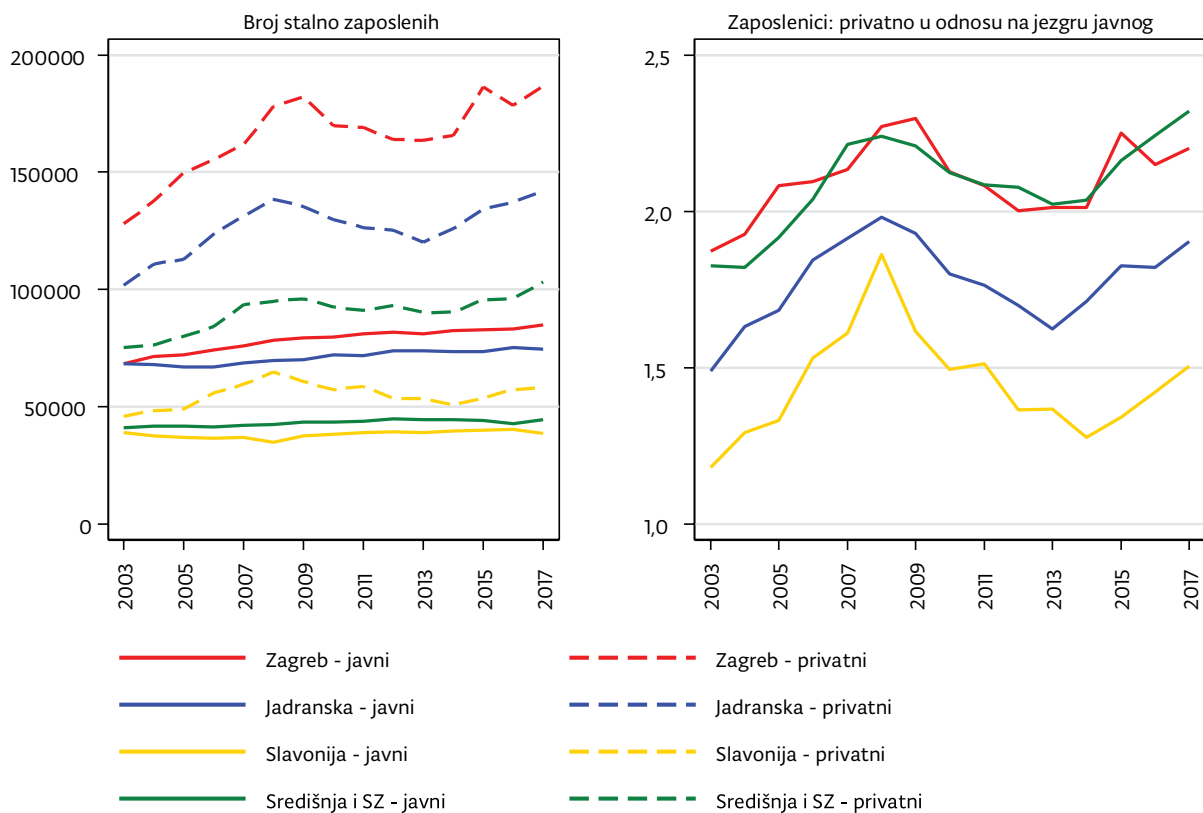 Broj stalno zaposlenih
200000
150000
100000
50000
0
2003
2005
2007
2009
2011
2013
2015
2017
Zaposlenici: privatno u odnosu na jezgru javnog
2,5
2,0
1,5
1,0
2003
2005
2007
2009
2011
2013
2015
2017
Zagreb - javni
Zagreb - privatni
Jadranska - javni
Jadranska - privatni
Slavonija - javni
Slavonija - privatni
Središnja i SZ - javni
Središnja i SZ - privatni